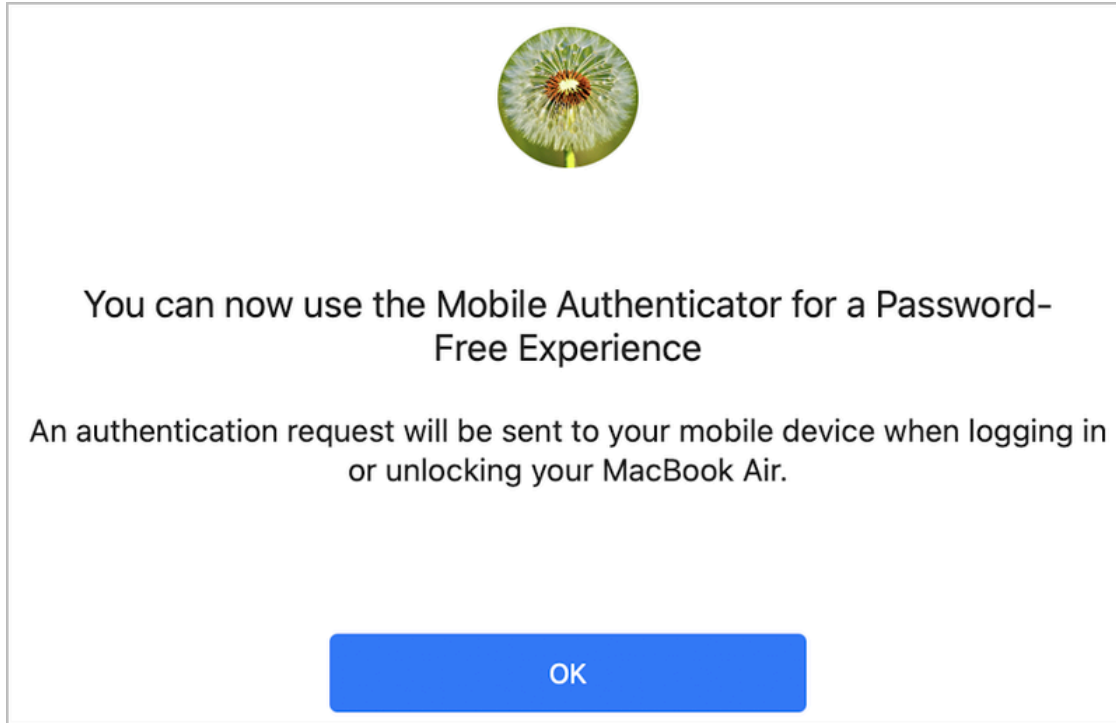 You can now use the Mobile Authenticator for a Password-
Free Experience
An authentication request will be sent to your mobile device when logging in
or unlocking your MacBook Air.
OK